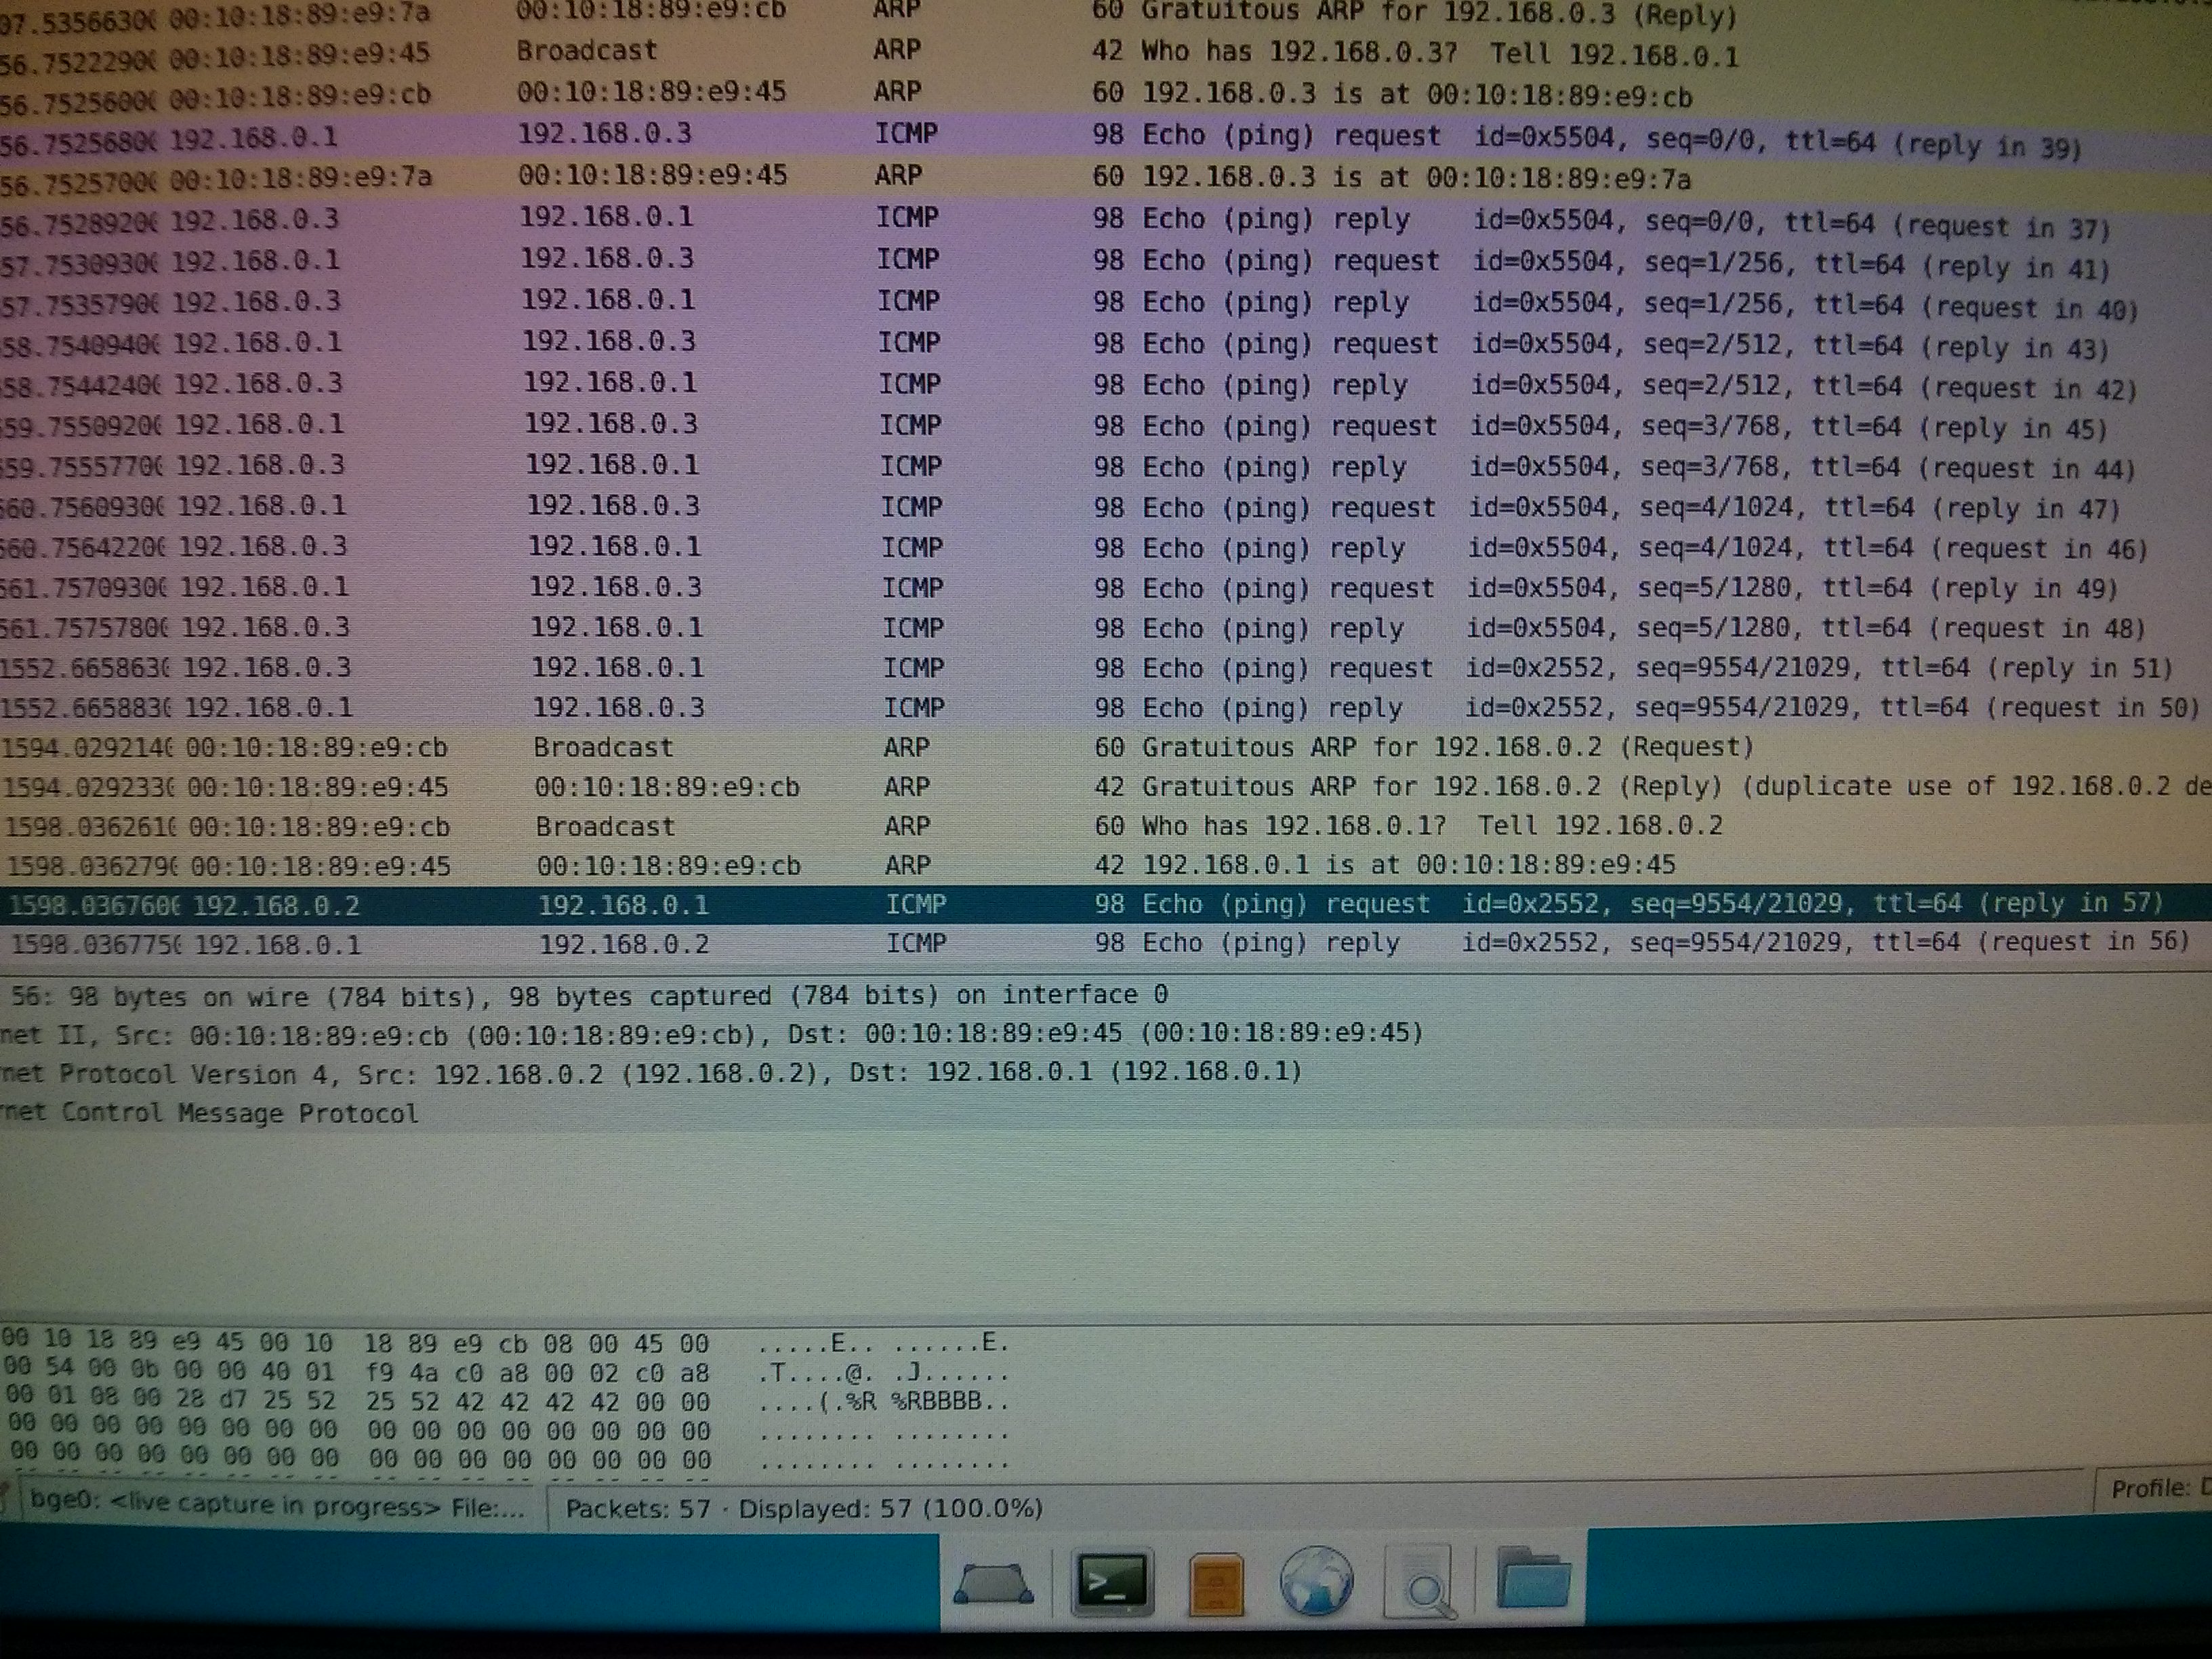 07.5356630( 00:10:18:89:e9:7a 00:10:18:89:e9:cb ARP 60 Gratuitous ARP for 192.168.0.3 (Reply)
56.7522290( 00:10:18:89:e9:45 Broadcast ARP 42 Who has 192.168.0.3? Tell 192.168.0.1
56.7525600( 00:10:18:89:e9:cb 00:10:18:89:e9:45 ARP 60 192.168.0.3 is at 00:10:18:89:e9:cb
56.7525680( 192.168.0.1 192.168.0.3 ICMP 98 Echo (ping) request id=0x5504, seq=0/0, ttl=64 (reply in 39)
56.7525700( 00:10:18:89:e9:7a 00:10:18:89:e9:45 ARP 60 192.168.0.3 is at 00:10:18:89:e9:7a
56.7528920( 192.168.0.3 192.168.0.1 ICMP 98 Echo (ping) reply id=0x5504, seq=0/0, ttl=64 (request in 37)
57.7530930( 192.168.0.1 192.168.0.3 ICMP 98 Echo (ping) request id=0x5504, seq=1/256, ttl=64 (reply in 41)
57.7535790( 192.168.0.3 192.168.0.1 ICMP 98 Echo (ping) reply id=0x5504, seq=1/256, ttl=64 (request in 40)
58.7540940( 192.168.0.1 192.168.0.3 ICMP 98 Echo (ping) request id=0x5504, seq=2/512, ttl=64 (reply in 43)
58.7544240( 192.168.0.3 192.168.0.1 ICMP 98 Echo (ping) reply id=0x5504, seq=2/512, ttl=64 (request in 42)
559.7550920( 192.168.0.1 192.168.0.3 ICMP 98 Echo (ping) request id=0x5504, seq=3/768, ttl=64 (reply in 45)
559.7555770( 192.168.0.3 192.168.0.1 ICMP 98 Echo (ping) reply id=0x5504, seq=3/768, ttl=64 (request in 44)
560.7560930( 192.168.0.1 192.168.0.3 ICMP 98 Echo (ping) request id=0x5504, seq=4/1024, ttl=64 (reply in 47)
560.7564220( 192.168.0.3 192.168.0.1 ICMP 98 Echo (ping) reply id=0x5504, seq=4/1024, ttl=64 (request in 46)
561.7570930( 192.168.0.1 192.168.0.3 ICMP 98 Echo (ping) request id=0x5504, seq=5/1280, ttl=64 (reply in 49)
561.7575780( 192.168.0.3 192.168.0.1 ICMP 98 Echo (ping) reply id=0x5504, seq=5/1280, ttl=64 (request in 48)
1552.665863( 192.168.0.3 192.168.0.1 ICMP 98 Echo (ping) request id=0x2552, seq=9554/21029, ttl=64 (reply in 51)
1552.665883( 192.168.0.1 192.168.0.3 ICMP 98 Echo (ping) reply id=0x2552, seq=9554/21029, ttl=64 (request in 50)
1594.029214( 00:10:18:89:e9:cb Broadcast ARP 60 Gratuitous ARP for 192.168.0.2 (Request)
1594.029233( 00:10:18:89:e9:45 00:10:18:89:e9:cb ARP 42 Gratuitous ARP for 192.168.0.2 (Reply) (duplicate use of 192.168.0.2 de
1598.036261( 00:10:18:89:e9:cb Broadcast ARP 60 Who has 192.168.0.1? Tell 192.168.0.2
1598.036279( 00:10:18:89:e9:45 00:10:18:89:e9:cb ARP 42 192.168.0.1 is at 00:10:18:89:e9:45
1598.036760( 192.168.0.2 192.168.0.1 ICMP 98 Echo (ping) request id=0x2552, seq=9554/21029, ttl=64 (reply in 57)
1598.036775( 192.168.0.1 192.168.0.2 ICMP 98 Echo (ping) reply id=0x2552, seq=9554/21029, ttl=64 (request in 56)
56: 98 bytes on wire (784 bits), 98 bytes captured (784 bits) on interface 0
net II, Src: 00:10:18:89:e9:cb (00:10:18:89:e9:cb), Dst: 00:10:18:89:e9:45 (00:10:18:89:e9:45)
rnet Protocol Version 4, Src: 192.168.0.2 (192.168.0.2), Dst: 192.168.0.1 (192.168.0.1)
rnet Control Message Protocol
00 10 18 89 e9 45 00 10 18 89 e9 cb 08 00 45 00 .....E.. ......E.
00 54 00 0b 00 00 40 01 f9 4a c0 a8 00 02 c0 a8 .T....@. .J......
00 01 08 00 28 d7 25 52 25 52 42 42 42 42 00 00 ....(.%R %RBBBB..
00 00 00 00 00 00 00 00 00 00 00 00 00 00 00 00 ........ ........
00 00 00 00 00 00 00 00 00 00 00 00 00 00 00 00 ........ ........
bge0: <live capture in progress> File:... Packets: 57 · Displayed: 57 (100.0%) Profile: D